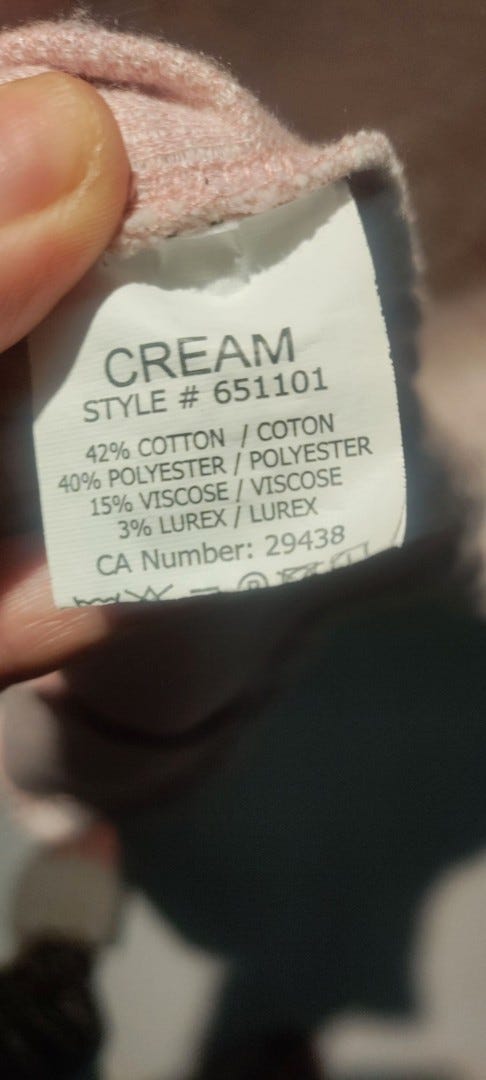 CREAM
STYLE # 651101
42% COTTON / COTON
40% POLYESTER / POLYESTER
15% VISCOSE / VISCOSE
3% LUREX / LUREX
CA Number: 29438